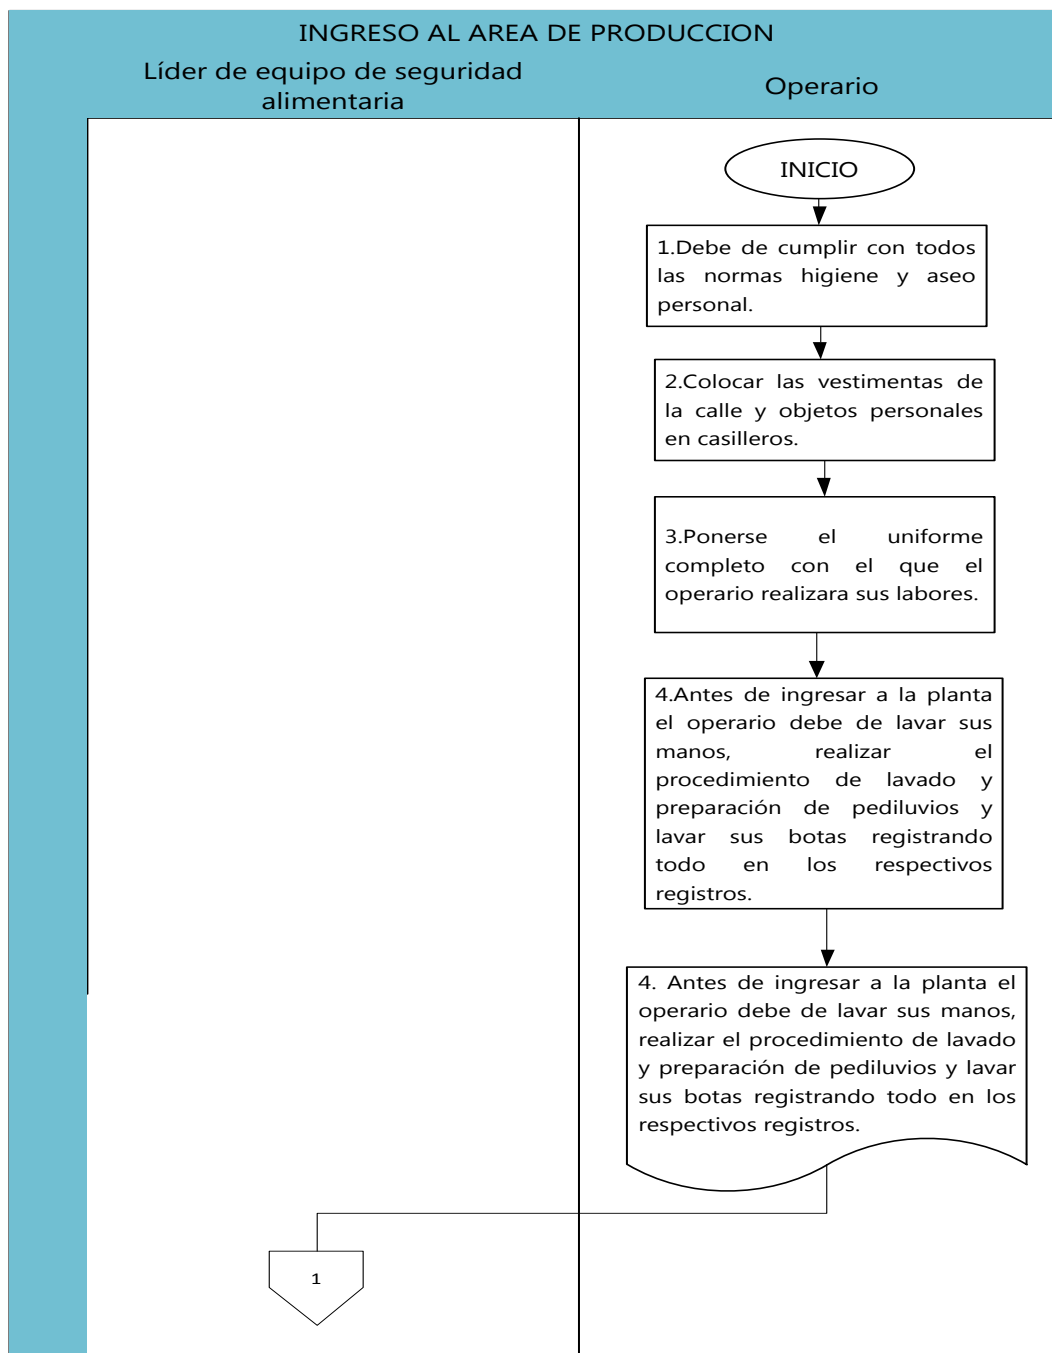 INGRESO AL AREA DE PRODUCCION
Líder de equipo de seguridad
alimentaria
Operario
INICIO
1.Debe de cumplir con todos
las normas higiene y aseo
personal.
2.Colocar las vestimentas de
la calle y objetos personales
en casilleros.
3.Ponerse el uniforme
completo con el que el
operario realizara sus labores.
4.Antes de ingresar a la planta
el operario debe de lavar sus
manos, realizar el
procedimiento de lavado y
preparación de pediluvios y
lavar sus botas registrando
todo en los respectivos
registros.
4. Antes de ingresar a la planta el
operario debe de lavar sus manos,
realizar el procedimiento de lavado
y preparación de pediluvios y lavar
sus botas registrando todo en los
respectivos registros.
1